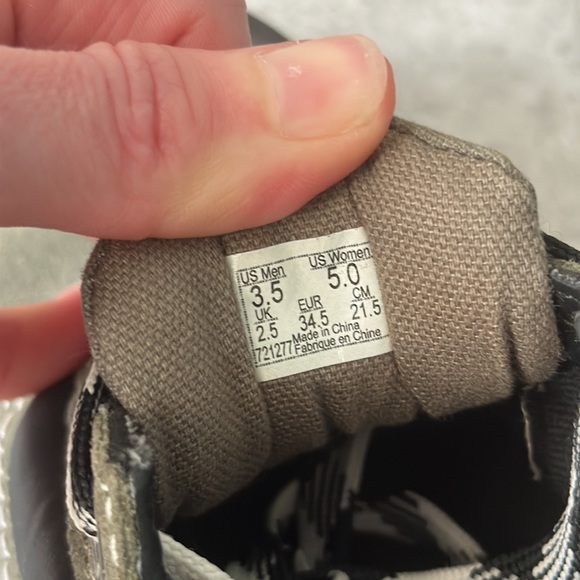 US Men US Women
3.5 5.0
UK EUR CM
2.5 34.5 21.5
721277 Made in China
Fabrique en Chine